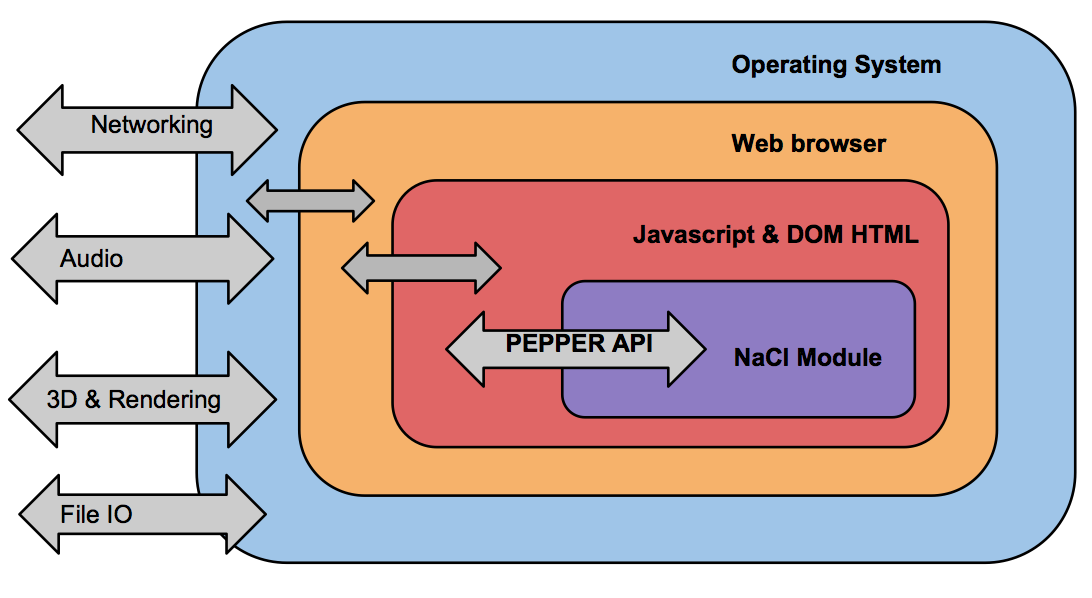 Operating System
Networking
Web browser
Javascript & DOM HTML
Audio
PEPPER API
NaCl Module
3D & Rendering
File IO